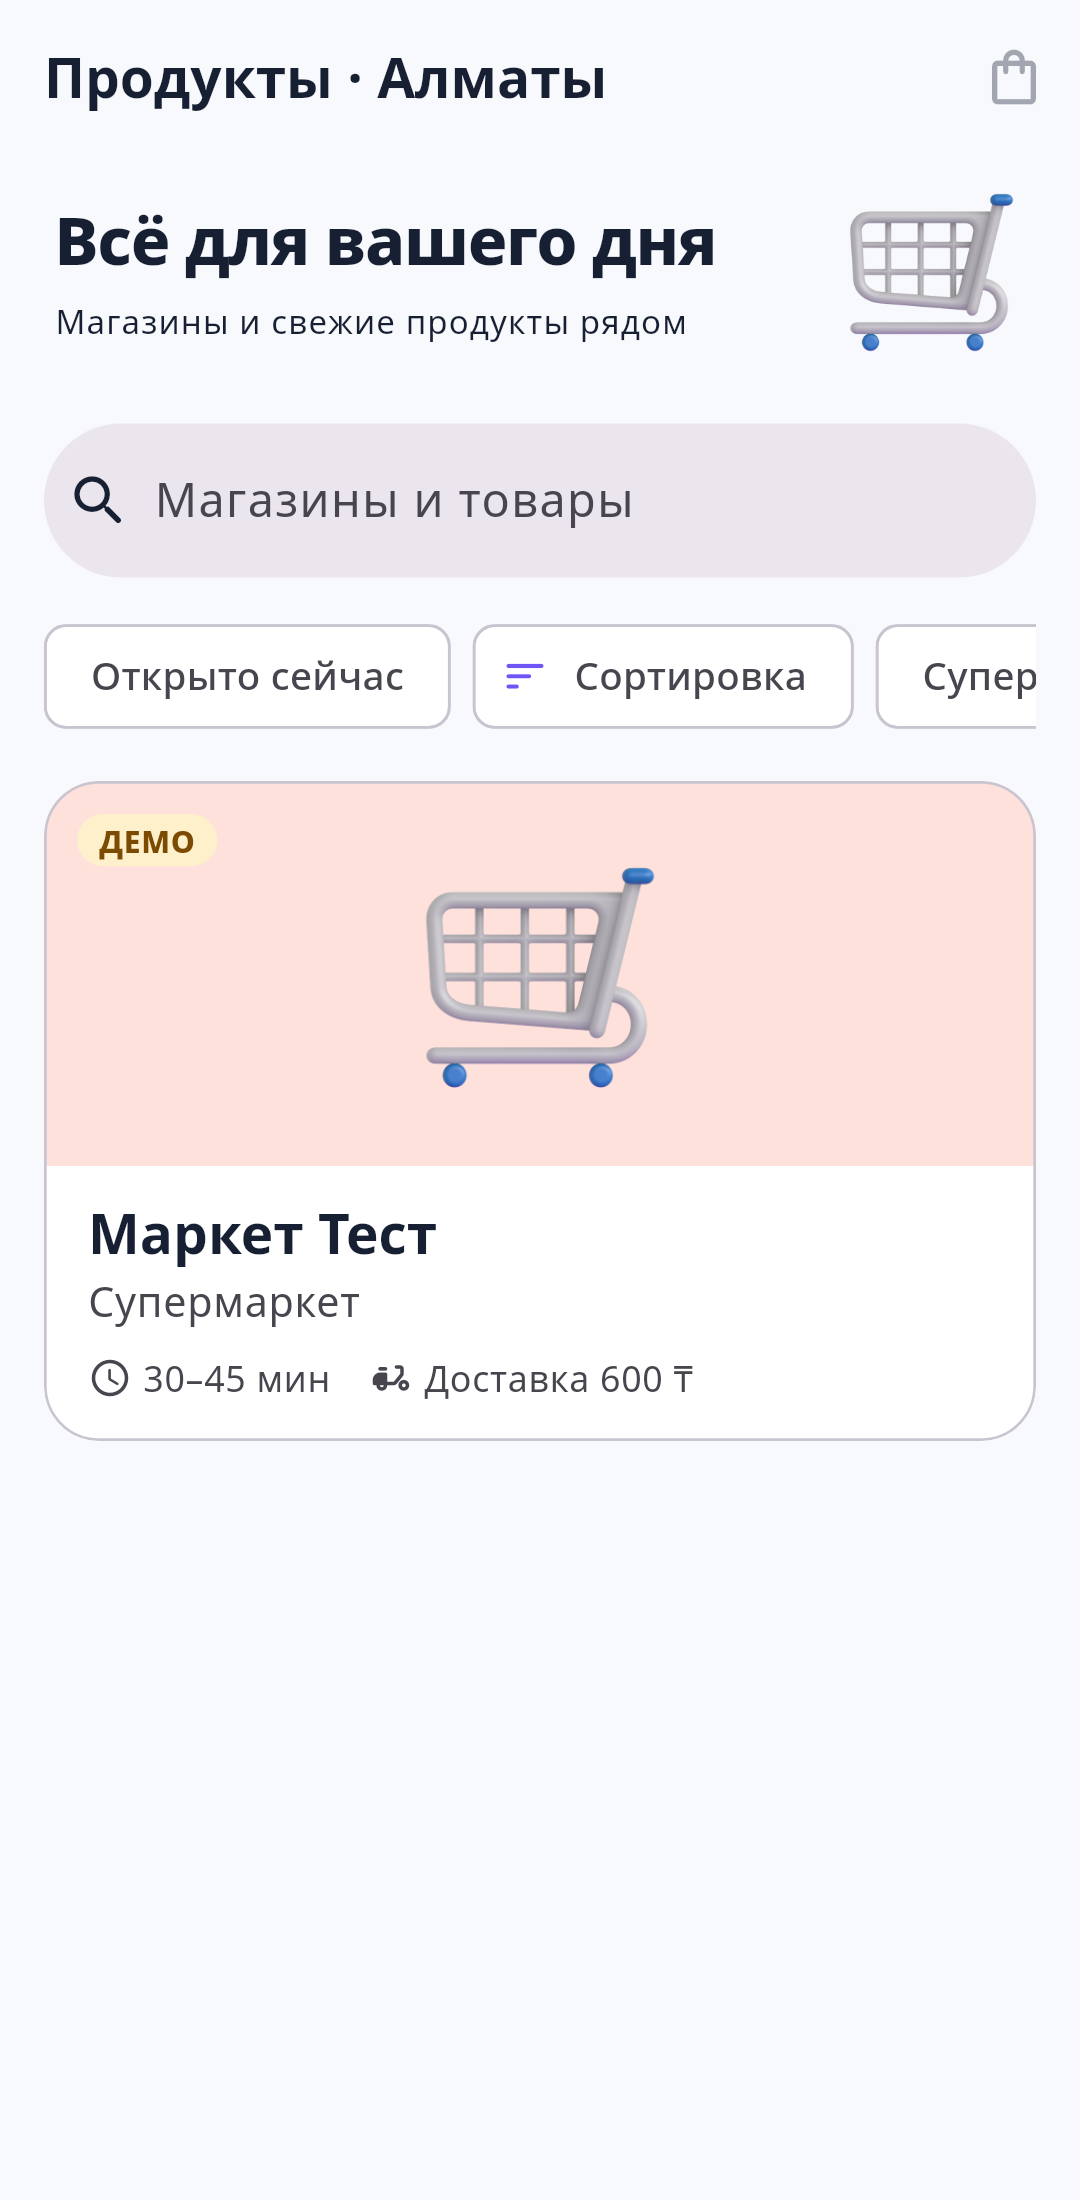 Продукты · Алматы
Всё для вашего дня
Магазины и свежие продукты рядом
Магазины и товары
Открыто сейчас
Сортировка
Супер
ДЕМО
Маркет Тест
Супермаркет
30–45 мин
Доставка 600 ₸